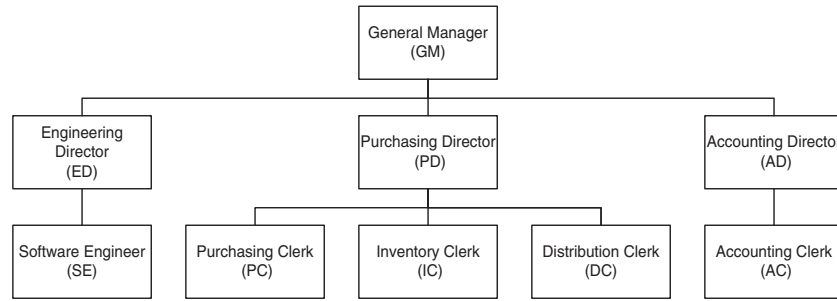 General Manager
(GM)
Engineering
Director
(ED)
Purchasing Director
(PD)
Accounting Director
(AD)
Software Engineer
(SE)
Purchasing Clerk
(PC)
Inventory Clerk
(IC)
Distribution Clerk
(DC)
Accounting Clerk
(AC)